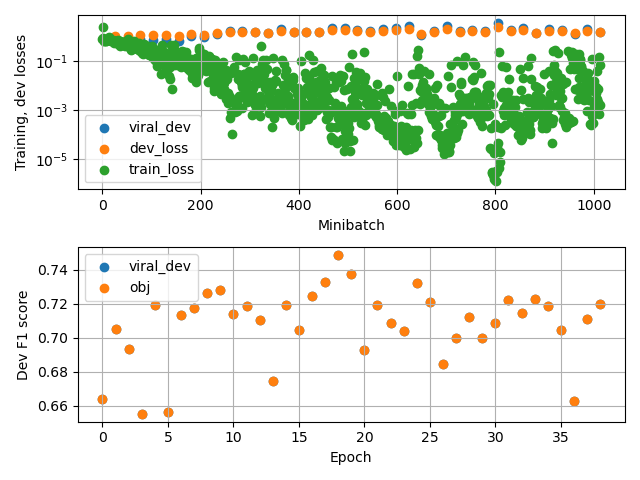 Training, dev losses
10⁻¹
10⁻³
10⁻⁵
viral_dev
dev_loss
train_loss
0 200 400 600 800 1000
Minibatch
Dev F1 score
0.74
0.72
0.70
0.68
0.66
viral_dev
obj
0 5 10 15 20 25 30 35
Epoch